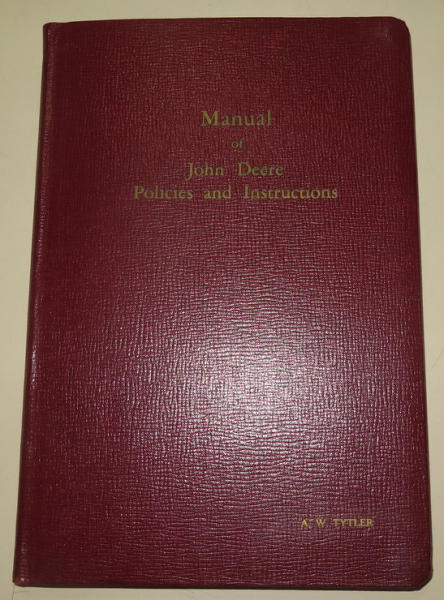 Manual
of
John Deere
Policies and Instructions
A. W TYTLER